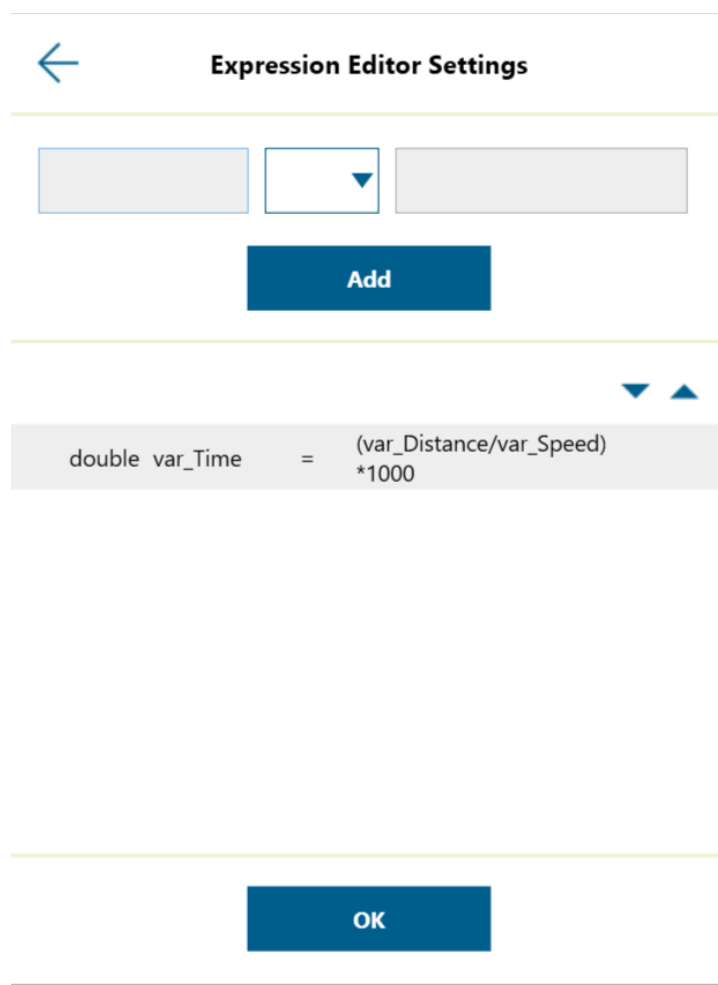 Expression Editor Settings
Add
double var_Time = (var_Distance/var_Speed)
*1000
OK